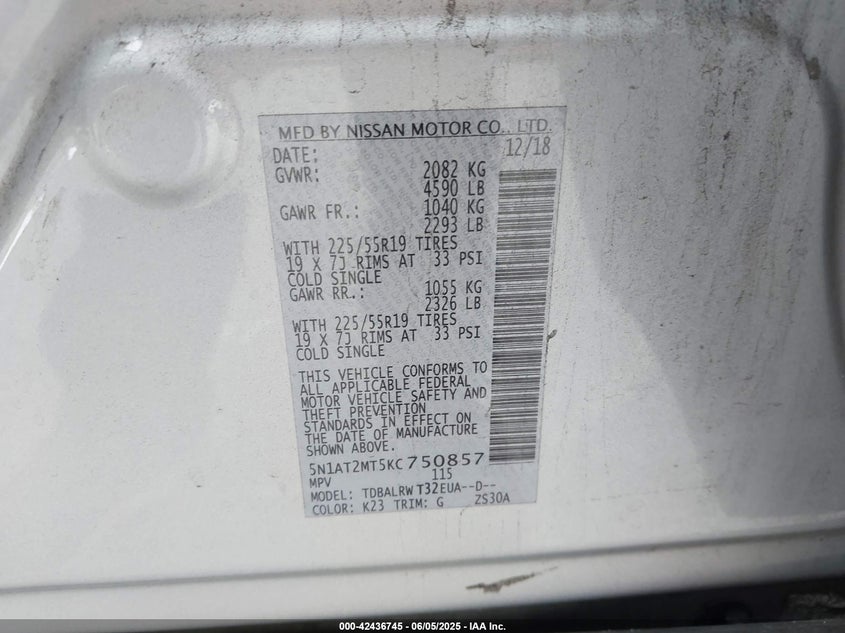 MFD BY NISSAN MOTOR CO., LTD.
DATE: 12/18
GVWR: 2082 KG
4590 LB
GAWR FR.: 1040 KG
2293 LB
WITH 225/55R19 TIRES
19 X 7J RIMS AT 33 PSI
COLD SINGLE
GAWR RR.: 1055 KG
2326 LB
WITH 225/55R19 TIRES
19 X 7J RIMS AT 33 PSI
COLD SINGLE
THIS VEHICLE CONFORMS TO
ALL APPLICABLE FEDERAL
MOTOR VEHICLE SAFETY AND
THEFT PREVENTION
STANDARDS IN EFFECT ON
THE DATE OF MANUFACTURE
SHOWN ABOVE.
5N1AT2MT5KC750857
MPV 115
MODEL: TDBALRW T32EUA--D--
COLOR: K23 TRIM: G ZS30A
000-42436745 - 06/05/2025 - IAA Inc.